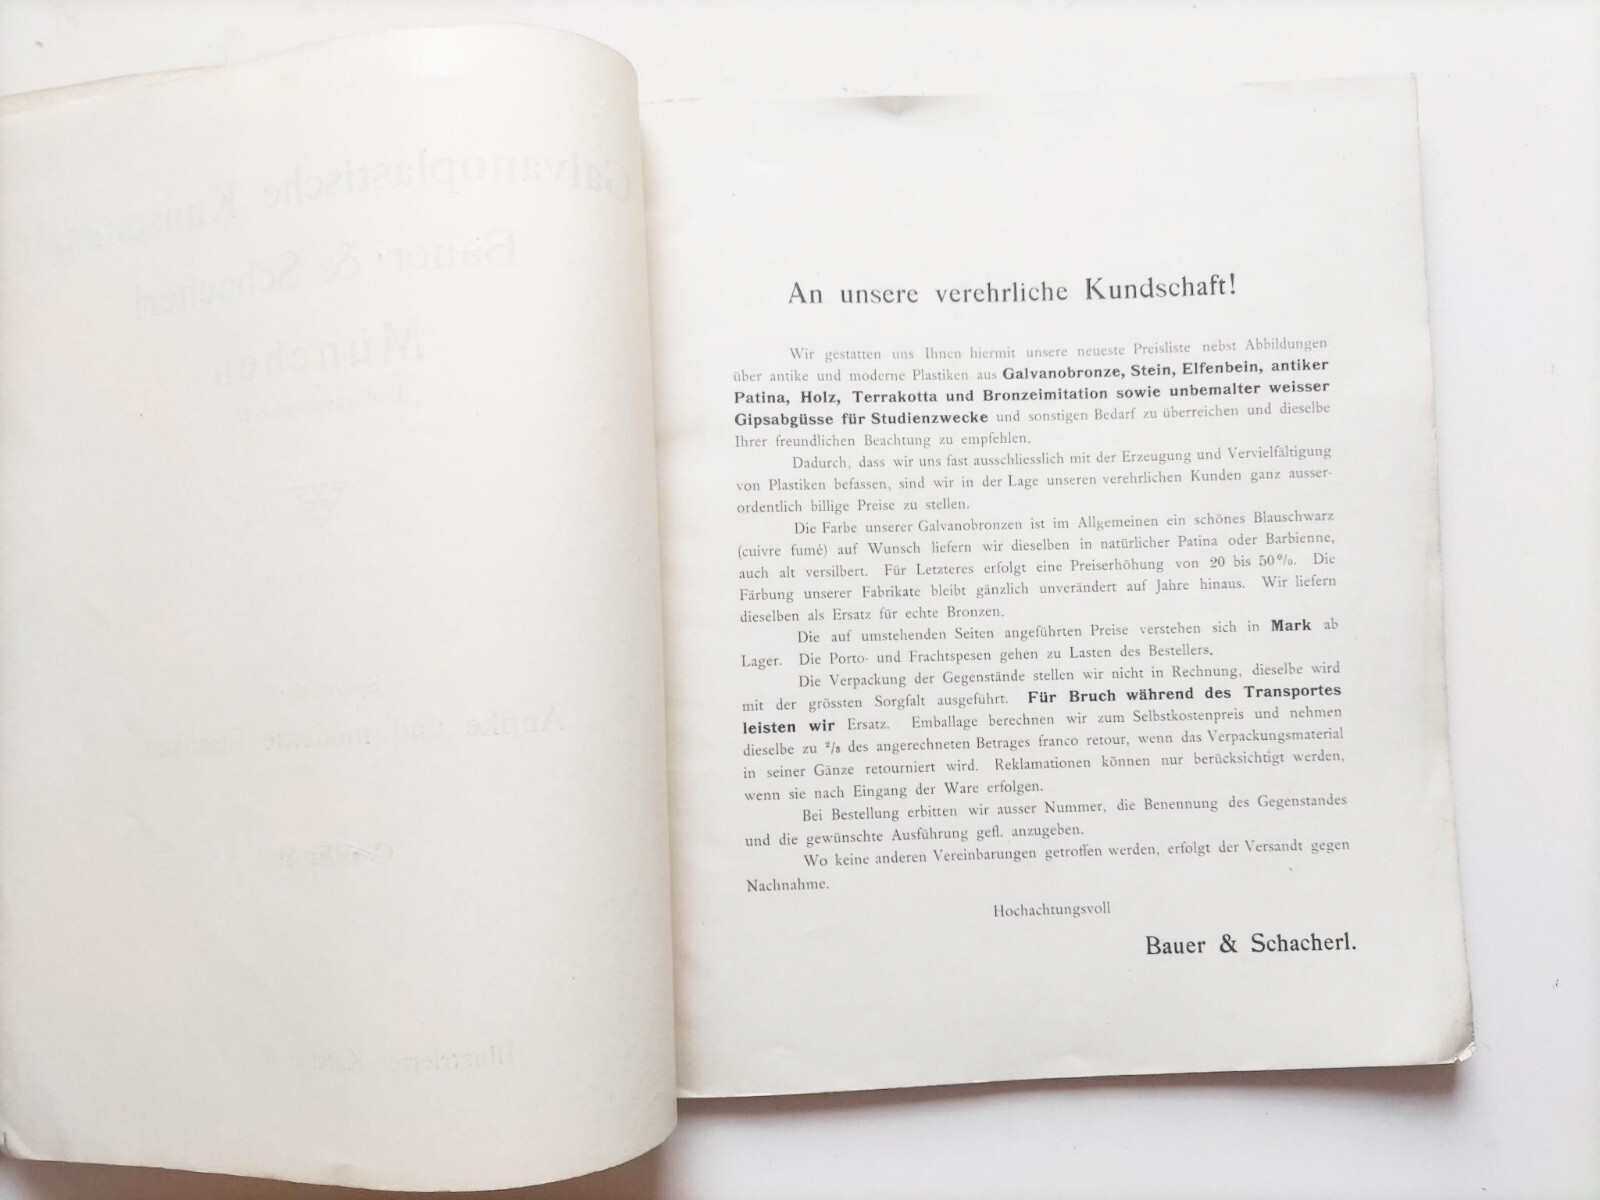 Galvanoplastische
Bauer & Schacherl
München
Antike und moderne Plastiken
An unsere verehrliche Kundschaft!
Wir gestatten uns Ihnen hiermit unsere neueste Preisliste nebst Abbildungen
über antike und moderne Plastiken aus Galvanobronze, Stein, Elfenbein, antiker
Patina, Holz, Terrakotta und Bronzeimitation sowie unbemalter weisser
Gipsabgüsse für Studienzwecke und sonstigen Bedarf zu überreichen und dieselbe
Ihrer freundlichen Beachtung zu empfehlen.
Dadurch, dass wir uns fast ausschliesslich mit der Erzeugung und Vervielfältigung
von Plastiken befassen, sind wir in der Lage unseren verehrlichen Kunden ganz ausser-
ordentlich billige Preise zu stellen.
Die Farbe unserer Galvanobronzen ist im Allgemeinen ein schönes Blauschwarz
(cuivre fumé) auf Wunsch liefern wir dieselben in natürlicher Patina oder Barbienne,
auch alt versilbert. Für Letzteres erfolgt eine Preiserhöhung von 20 bis 50%. Die
Färbung unserer Fabrikate bleibt gänzlich unverändert auf Jahre hinaus. Wir liefern
dieselben als Ersatz für echte Bronzen.
Die auf umstehenden Seiten angeführten Preise verstehen sich in Mark ab
Lager. Die Porto- und Frachtspesen gehen zu Lasten des Bestellers.
Die Verpackung der Gegenstände stellen wir nicht in Rechnung, dieselbe wird
mit der grössten Sorgfalt ausgeführt. Für Bruch während des Transportes
leisten wir Ersatz. Emballage berechnen wir zum Selbstkostenpreis und nehmen
dieselbe zu 2/3 des angerechneten Betrages franco retour, wenn das Verpackungsmaterial
in seiner Gänze retourniert wird. Reklamationen können nur berücksichtigt werden,
wenn sie nach Eingang der Ware erfolgen.
Bei Bestellung erbitten wir ausser Nummer, die Benennung des Gegenstandes
und die gewünschte Ausführung gefl. anzugeben.
Wo keine anderen Vereinbarungen getroffen werden, erfolgt der Versandt gegen
Nachnahme.
Hochachtungsvoll
Bauer & Schacherl.